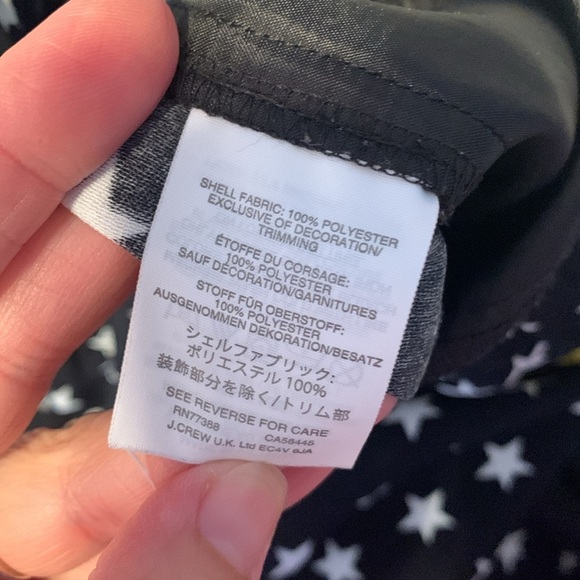 SHELL FABRIC: 100% POLYESTER
EXCLUSIVE OF DECORATION/
TRIMMING
ÉTOFFE DU CORSAGE:
100% POLYESTER
SAUF DÉCORATION/GARNITURES
STOFF FÜR OBERSTOFF:
100% POLYESTER
AUSGENOMMEN DEKORATION/BESATZ
シェルファブリック:
ポリエステル 100%
装飾部分を除く/トリム部
SEE REVERSE FOR CARE
RN77388 CA56445
J.CREW U.K. Ltd EC4V 6JA